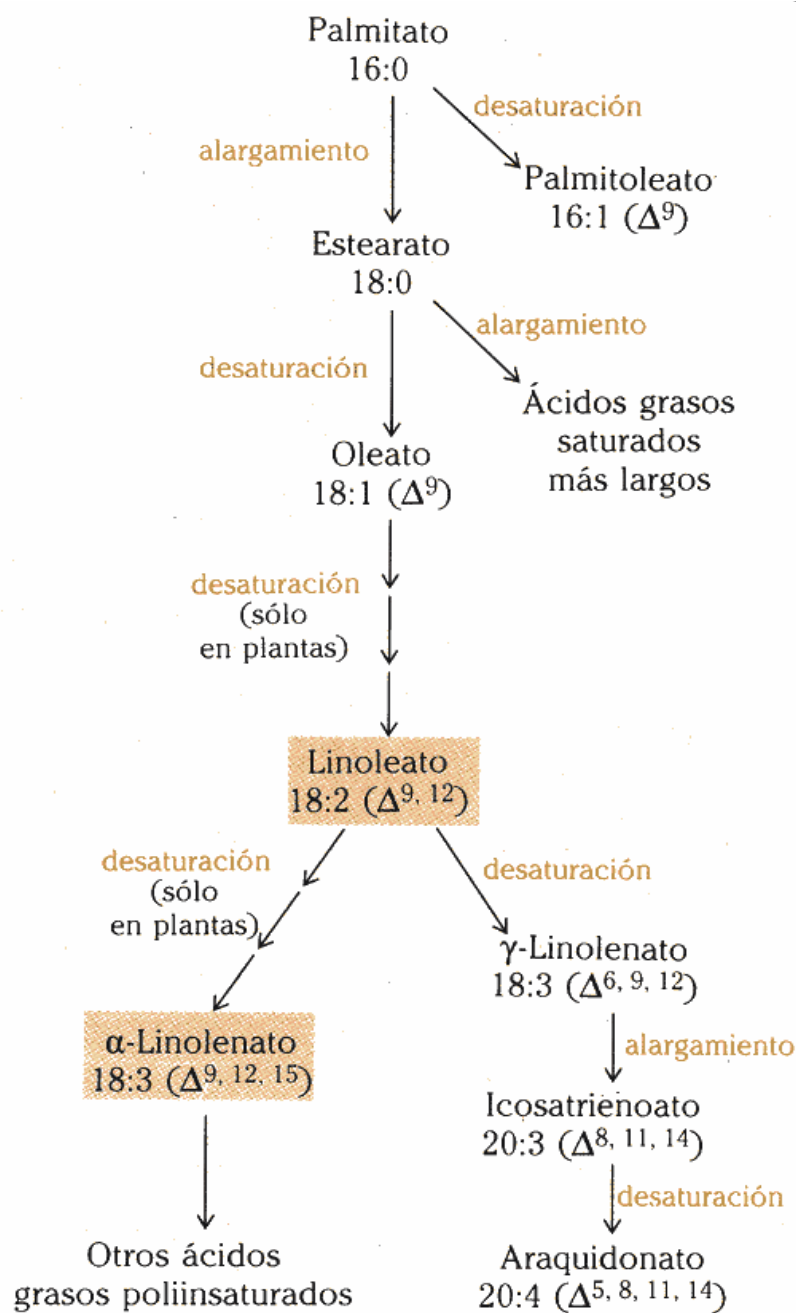 Palmitato
16:0
desaturación
alargamiento
Palmitoleato
16:1 (Δ⁹)
Estearato
18:0
alargamiento
desaturación
Ácidos grasos
saturados
más largos
Oleato
18:1 (Δ⁹)
desaturación
(sólo
en plantas)
Linoleato
18:2 (Δ⁹, ¹²)
desaturación
(sólo
en plantas)
desaturación
γ-Linolenato
18:3 (Δ⁶, ⁹, ¹²)
α-Linolenato
18:3 (Δ⁹, ¹², ¹⁵)
alargamiento
Icosatrienoato
20:3 (Δ⁸, ¹¹, ¹⁴)
desaturación
Otros ácidos
grasos poliinsaturados
Araquidonato
20:4 (Δ⁵, ⁸, ¹¹, ¹⁴)